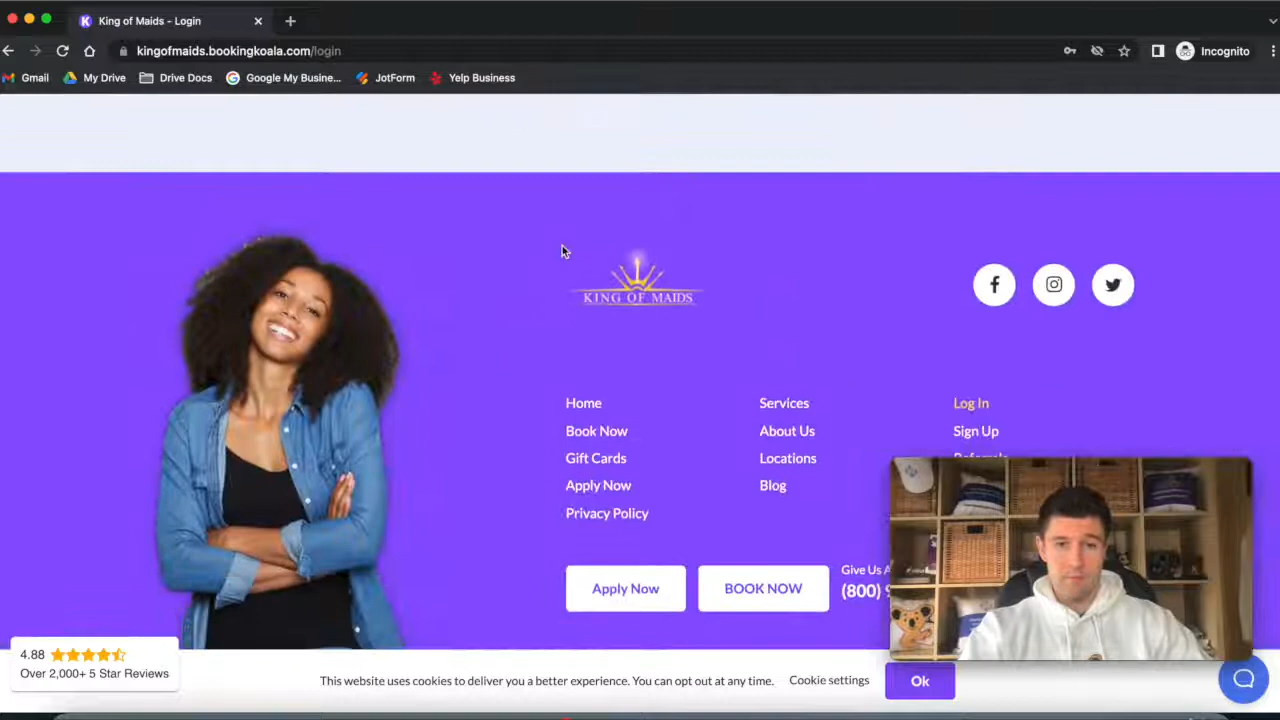 King of Maids - Login
kingofmaids.bookingkoala.com/login
Incognito
Gmail
My Drive
Drive Docs
Google My Busine...
JotForm
Yelp Business
KING OF MAIDS
Home
Services
Log In
Book Now
About Us
Sign Up
Gift Cards
Locations
Referrals
Apply Now
Blog
Privacy Policy
Apply Now
BOOK NOW
Give Us A
(800)
4.88
Over 2,000+ 5 Star Reviews
This website uses cookies to deliver you a better experience. You can opt out at any time.
Cookie settings
Ok